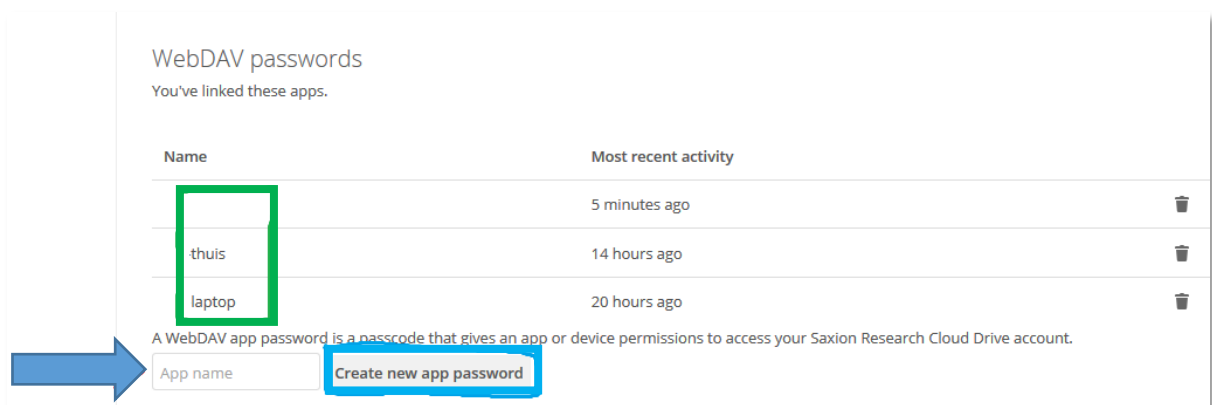 WebDAV passwords
You've linked these apps.
Name Most recent activity
5 minutes ago
thuis 14 hours ago
laptop 20 hours ago
A WebDAV app password is a passcode that gives an app or device permissions to access your Saxion Research Cloud Drive account.
App name Create new app password